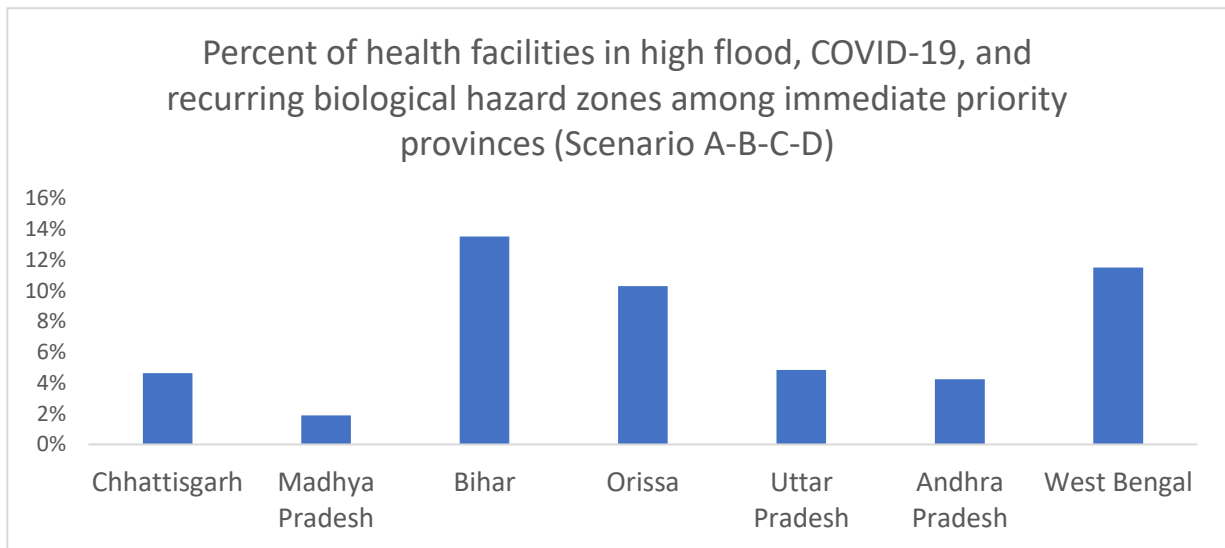 Percent of health facilities in high flood, COVID-19, and
recurring biological hazard zones among immediate priority
provinces (Scenario A-B-C-D)
16%
14%
12%
10%
8%
6%
4%
2%
0%
Chhattisgarh Madhya Bihar Orissa Uttar Andhra West Bengal
Pradesh Pradesh Pradesh